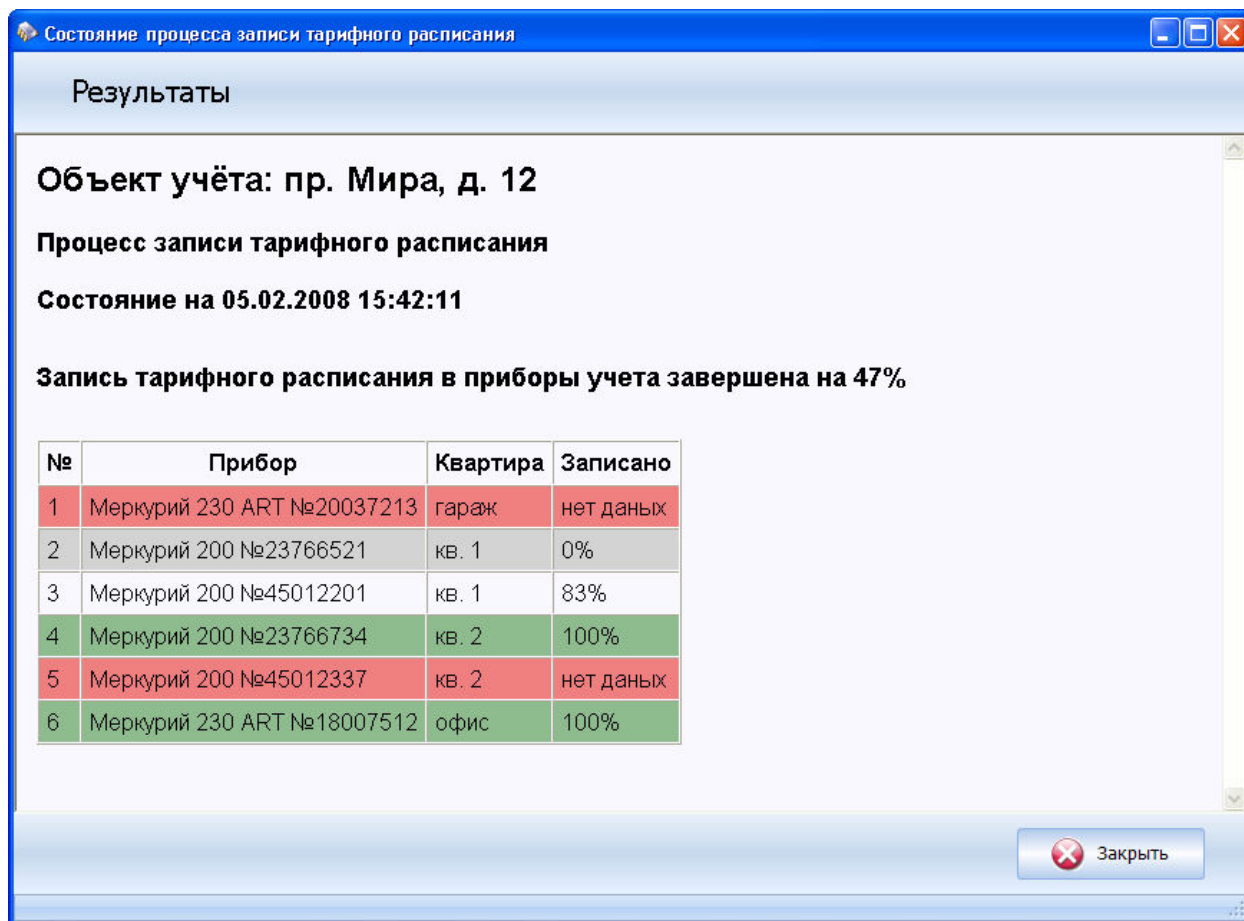 Состояние процесса записи тарифного расписания
Результаты
Объект учёта: пр. Мира, д. 12
Процесс записи тарифного расписания
Состояние на 05.02.2008 15:42:11
Запись тарифного расписания в приборы учета завершена на 47%
№ Прибор Квартира Записано
1 Меркурий 230 ART №20037213 гараж нет даных
2 Меркурий 200 №23766521 кв. 1 0%
3 Меркурий 200 №45012201 кв. 1 83%
4 Меркурий 200 №23766734 кв. 2 100%
5 Меркурий 200 №45012337 кв. 2 нет даных
6 Меркурий 230 ART №18007512 офис 100%
Закрыть